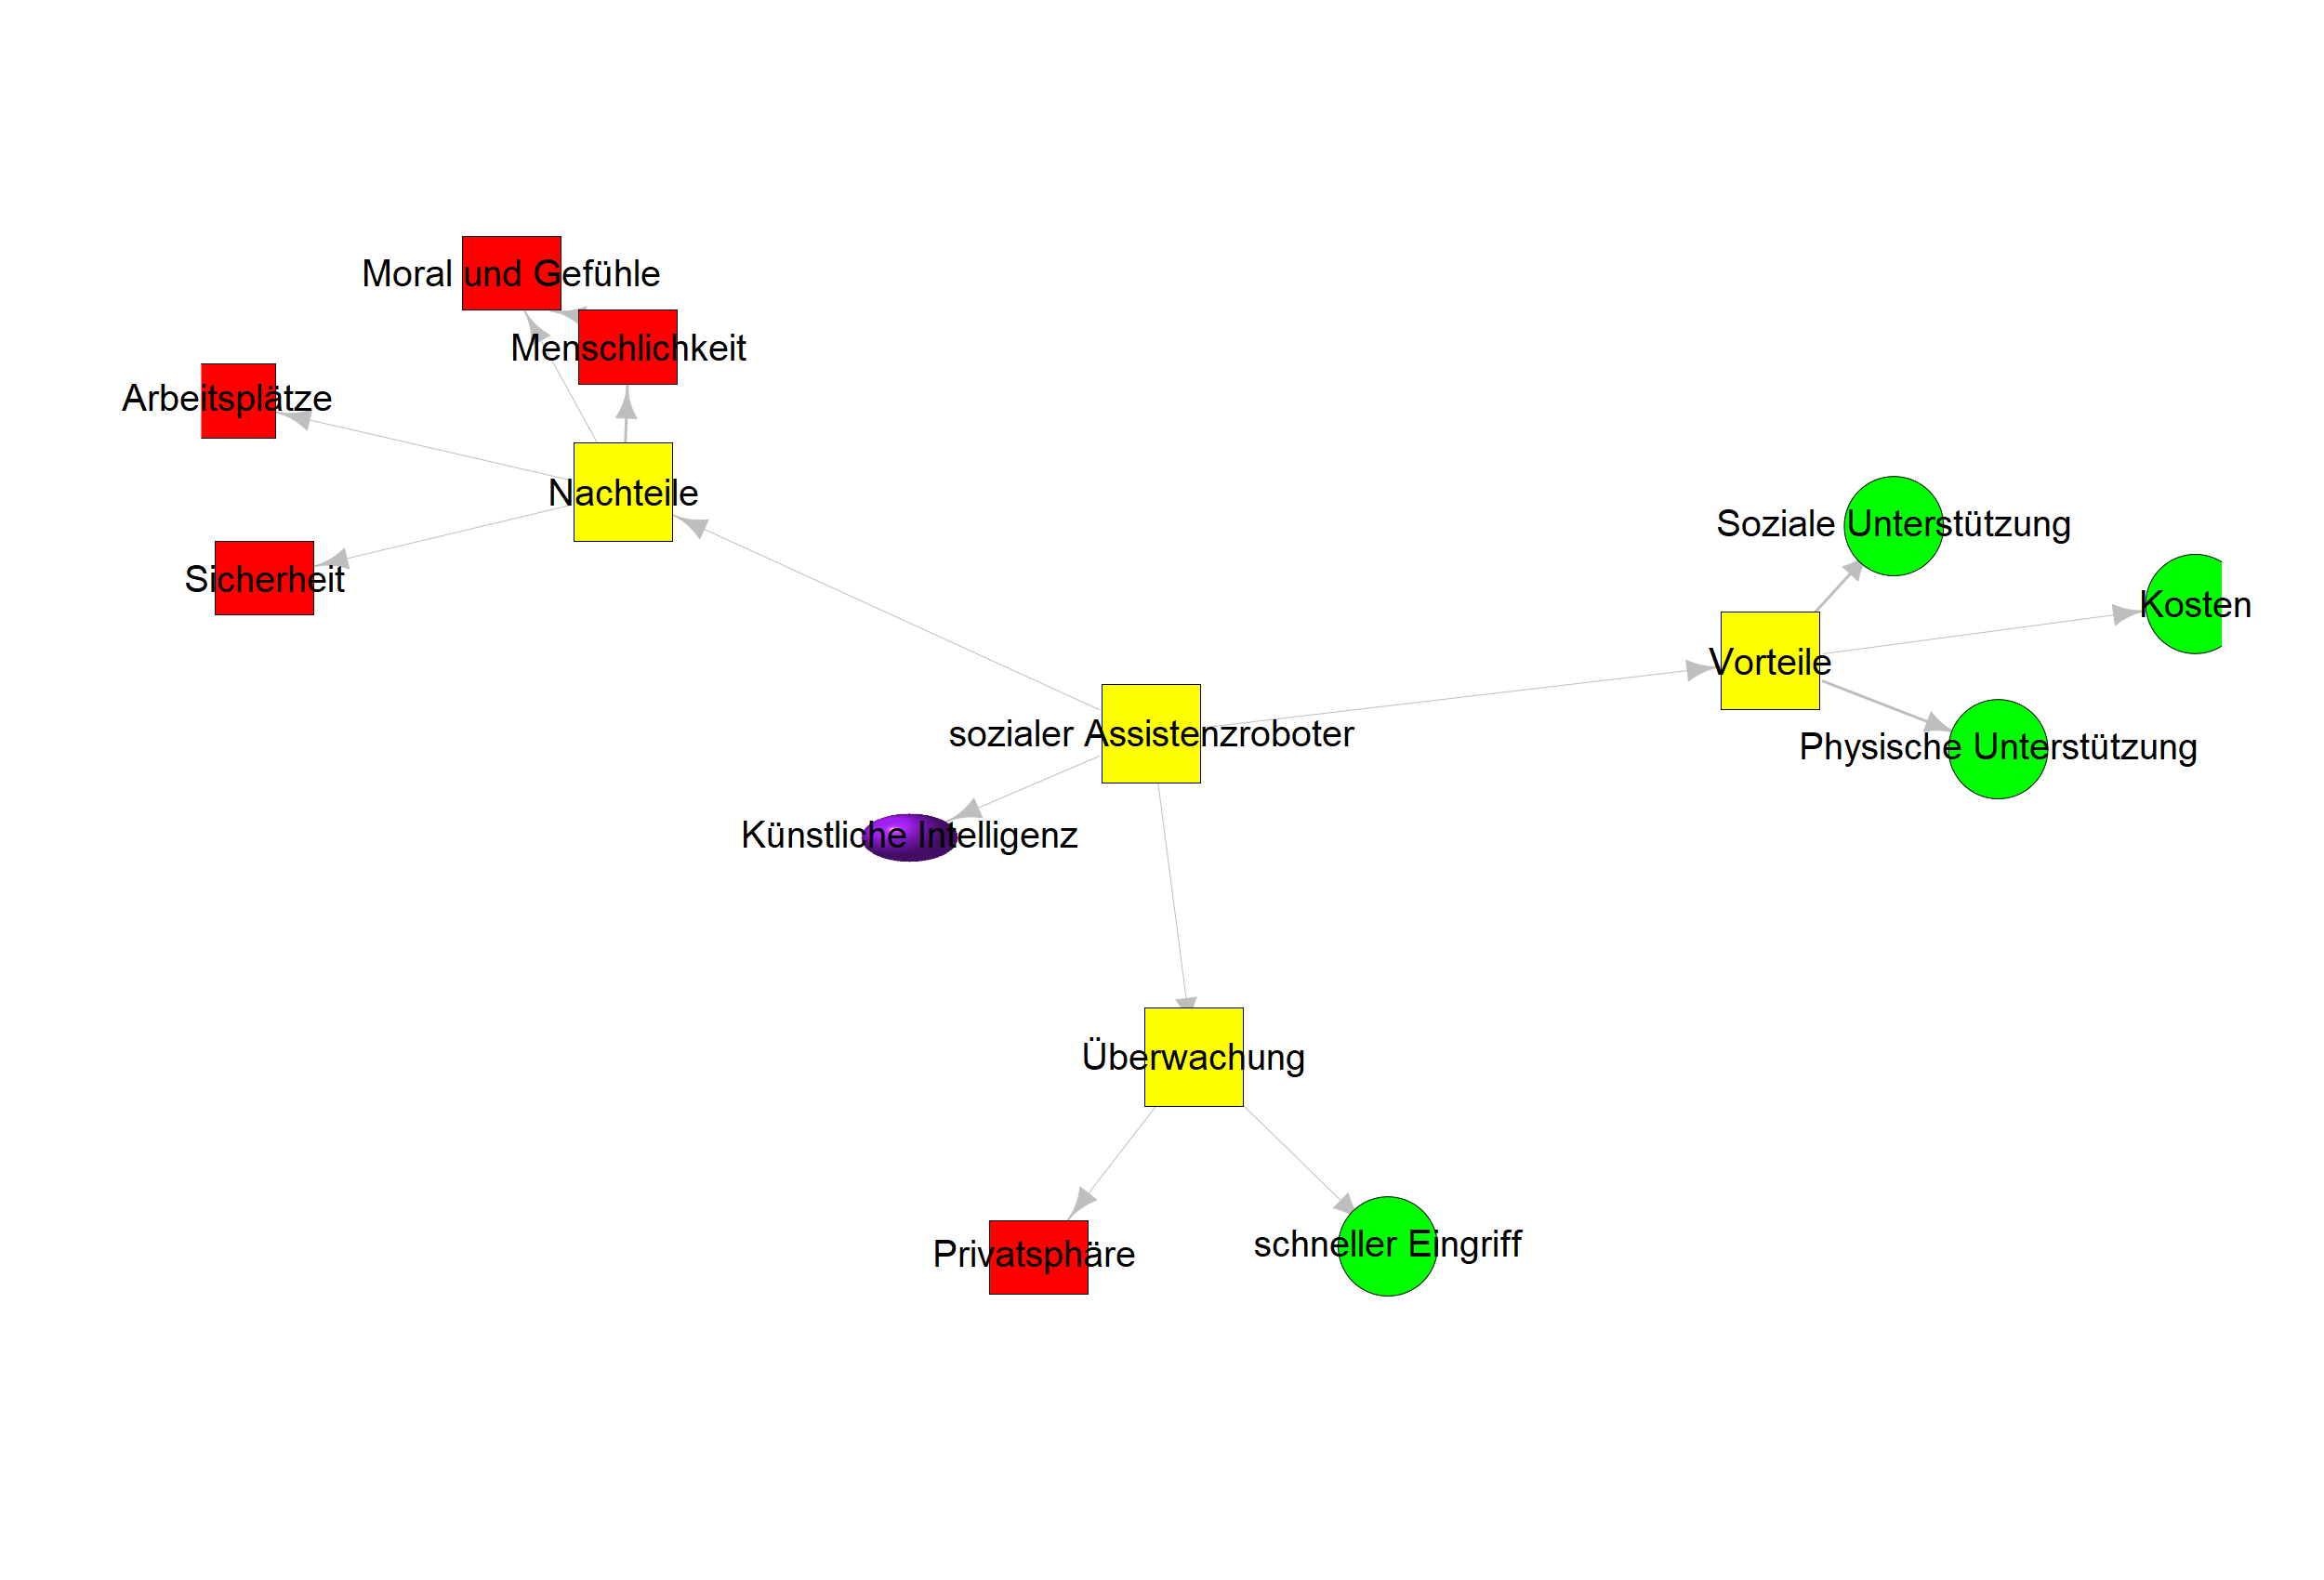 Moral und Gefühle
Menschlichkeit
Arbeitsplätze
Nachteile
Sicherheit
Soziale Unterstützung
Kosten
Vorteile
sozialer Assistenzroboter
Physische Unterstützung
Künstliche Intelligenz
Überwachung
Privatsphäre
schneller Eingriff